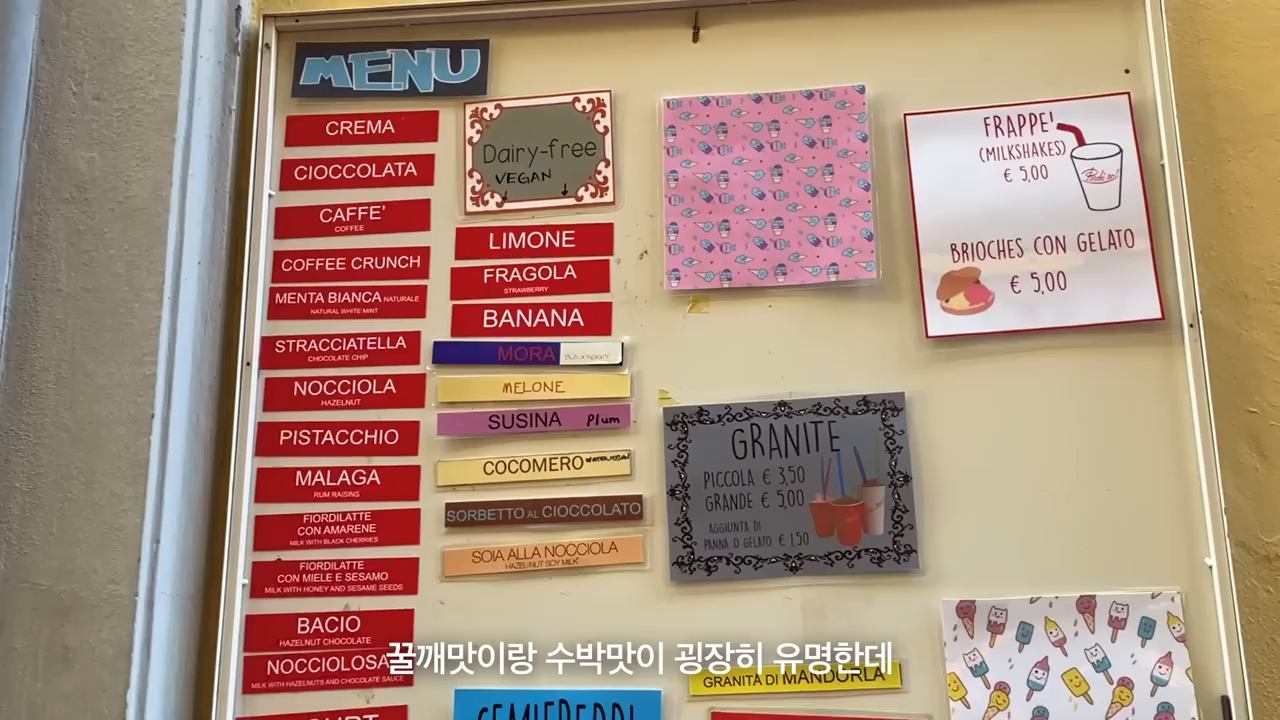 MENU
CREMA
CIOCCOLATA
CAFFE'
COFFEE
COFFEE CRUNCH
MENTA BIANCA NATURALE
NATURAL WHITE MINT
STRACCIATELLA
CHOCOLATE CHIP
NOCCIOLA
HAZELNUT
PISTACCHIO
MALAGA
RUM RAISINS
FIORDILATTE
CON AMARENE
MILK WITH BLACK CHERRIES
FIORDILATTE
CON MIELE E SESAMO
MILK WITH HONEY AND SESAME SEEDS
BACIO
HAZELNUT CHOCOLATE
NOCCIOLOSA
MILK WITH HAZELNUTS AND CHOCOLATE SAUCE
Dairy-free
VEGAN
LIMONE
FRAGOLA
STRAWBERRY
BANANA
MORA BLACKBERRY
MELONE
SUSINA Plum
COCOMERO WATERMELON
SORBETTO AL CIOCCOLATO
SOIA ALLA NOCCIOLA
HAZEL-NUT SOY MILK
SEMIFREDDI
FRAPPE'
(MILKSHAKES)
€ 5,00
BRIOCHES CON GELATO
€ 5,00
GRANITE
PICCOLA € 3,50
GRANDE € 5,00
AGGIUNTA DI
PANNA O GELATO € 1,50
GRANITA DI MANDORLA
꿀깨맛이랑 수박맛이 굉장히 유명한데